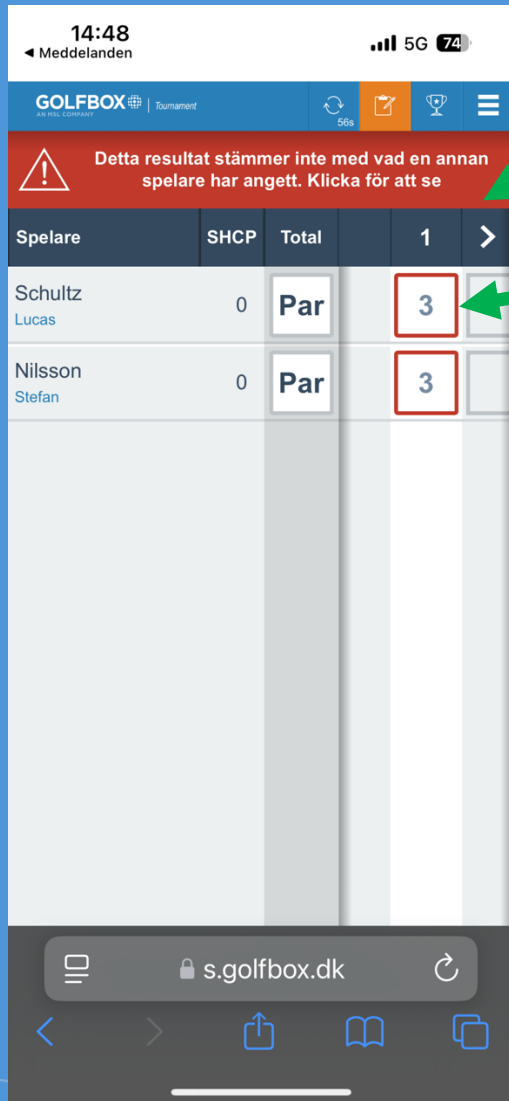 14:48
◀ Meddelanden
5G 74
GOLFBOX | Tournament
AN MSL COMPANY
56s
Detta resultat stämmer inte med vad en annan
spelare har angett. Klicka för att se
Spelare SHCP Total 1
Schultz
Lucas
0 Par 3
Nilsson
Stefan
0 Par 3
s.golfbox.dk